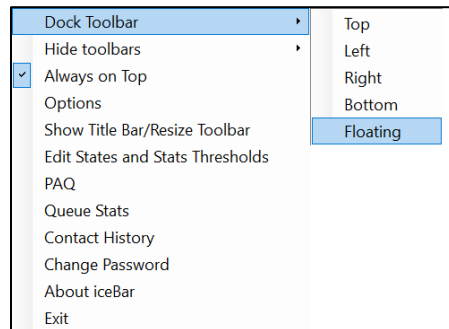 Dock Toolbar
Hide toolbars
Always on Top
Options
Show Title Bar/Resize Toolbar
Edit States and Stats Thresholds
PAQ
Queue Stats
Contact History
Change Password
About iceBar
Exit
Top
Left
Right
Bottom
Floating